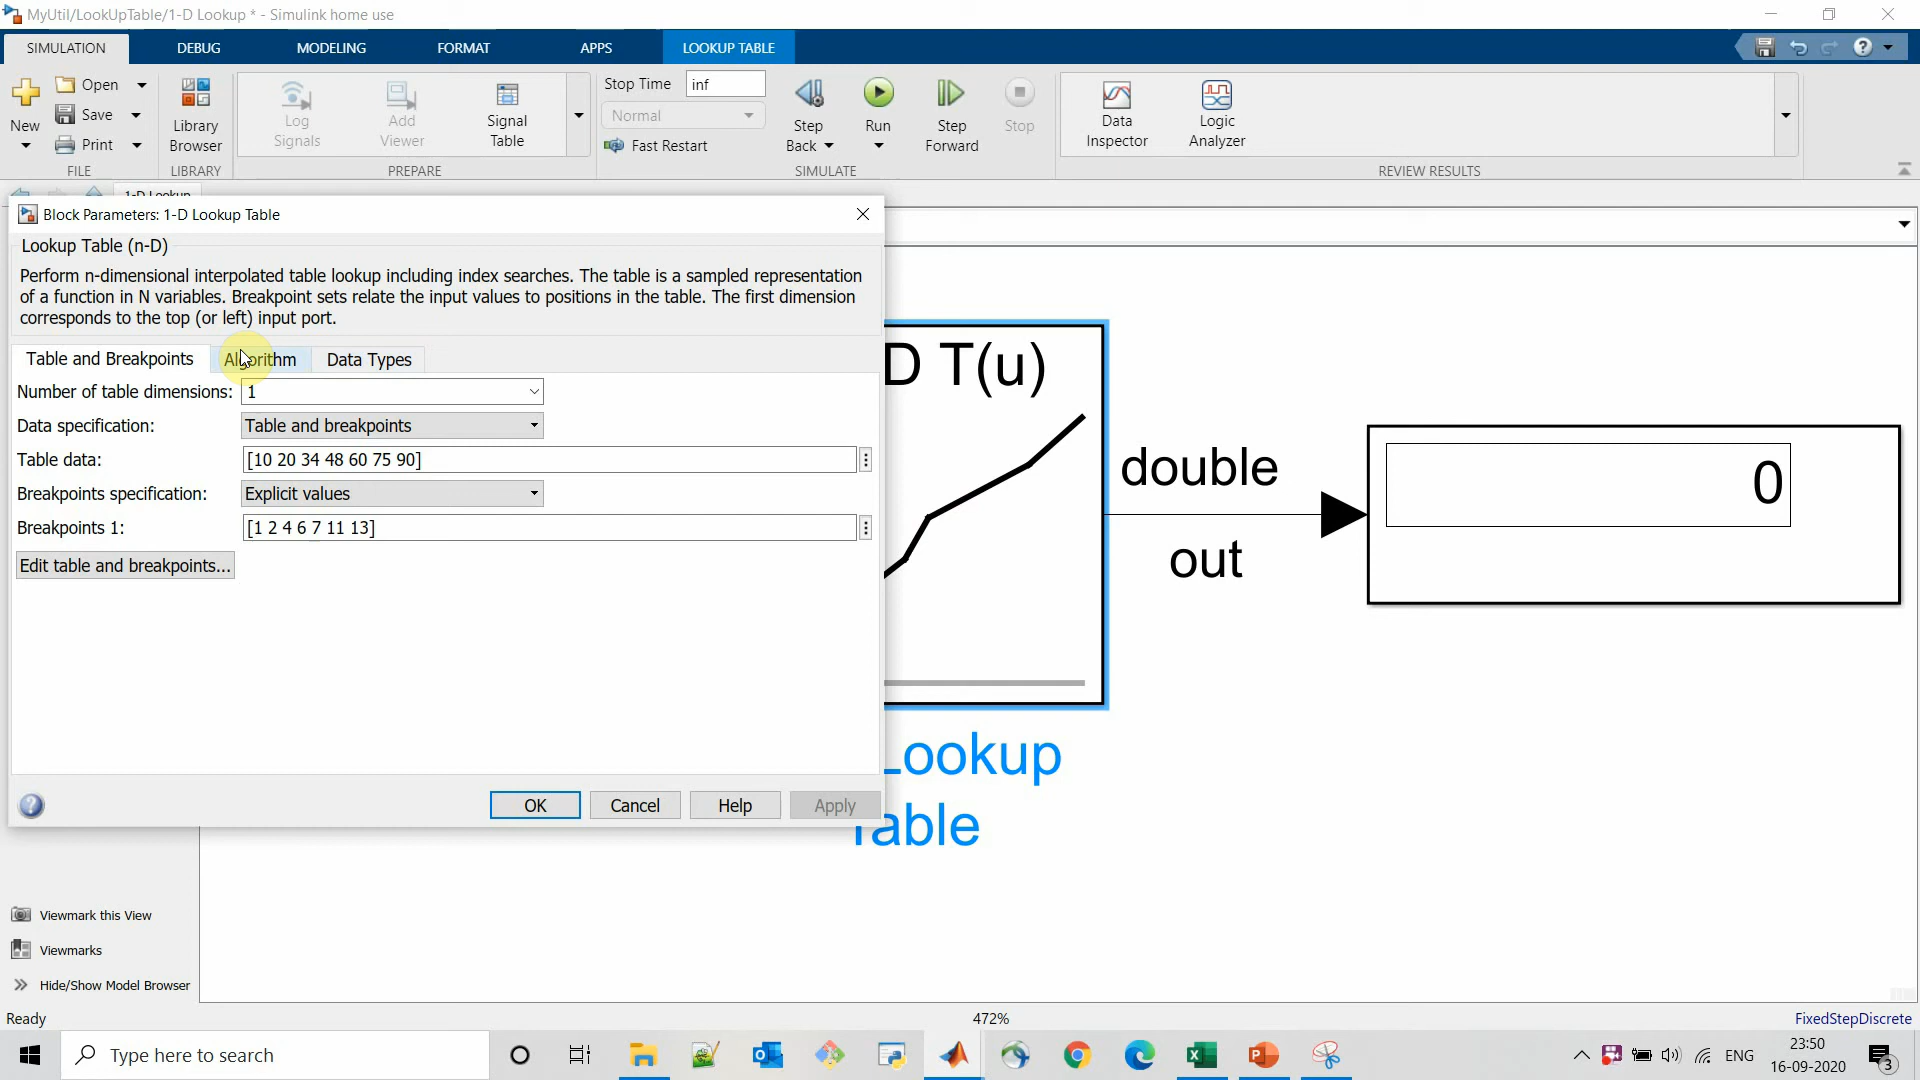 MyUtil/LookUpTable/1-D Lookup * - Simulink home use
SIMULATION DEBUG MODELING FORMAT APPS LOOKUP TABLE
New
Open
Save
Print
FILE
Library
Browser
LIBRARY
Log
Signals
Add
Viewer
Signal
Table
PREPARE
Stop Time inf
Normal
Fast Restart
Step
Back
Run
Step
Forward
Stop
SIMULATE
Data
Inspector
Logic
Analyzer
REVIEW RESULTS
1-D Lookup
Block Parameters: 1-D Lookup Table
Lookup Table (n-D)
Perform n-dimensional interpolated table lookup including index searches. The table is a sampled representation
of a function in N variables. Breakpoint sets relate the input values to positions in the table. The first dimension
corresponds to the top (or left) input port.
Table and Breakpoints Algorithm Data Types
Number of table dimensions: 1
Data specification: Table and breakpoints
Table data: [10 20 34 48 60 75 90]
Breakpoints specification: Explicit values
Breakpoints 1: [1 2 4 6 7 11 13]
Edit table and breakpoints...
OK Cancel Help Apply
D T(u)
double
out
0
Lookup
Table
Viewmark this View
Viewmarks
Hide/Show Model Browser
Ready 472% FixedStepDiscrete
Type here to search
ENG
23:50
16-09-2020
3